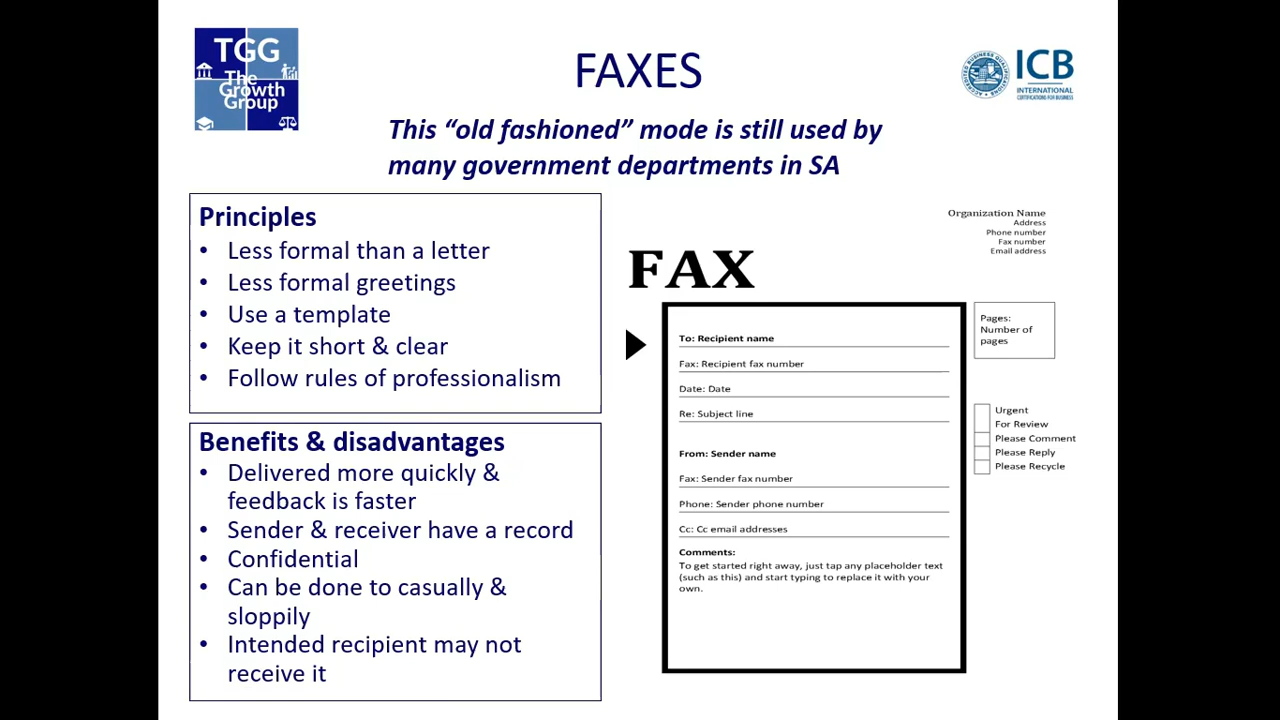 TGG
The
Growth
Group
FAXES
ACCREDITED BUSINESS QUALIFICATIONS
ICB
INTERNATIONAL
CERTIFICATIONS FOR BUSINESS
This “old fashioned” mode is still used by
many government departments in SA
Principles
• Less formal than a letter
• Less formal greetings
• Use a template
• Keep it short & clear
• Follow rules of professionalism
Benefits & disadvantages
• Delivered more quickly &
feedback is faster
• Sender & receiver have a record
• Confidential
• Can be done to casually &
sloppily
• Intended recipient may not
receive it
Organization Name
Address
Phone number
Fax number
Email address
FAX
To: Recipient name
Fax: Recipient fax number
Date: Date
Re: Subject line
From: Sender name
Fax: Sender fax number
Phone: Sender phone number
Cc: Cc email addresses
Comments:
To get started right away, just tap any placeholder text
(such as this) and start typing to replace it with your
own.
Pages:
Number of
pages
Urgent
For Review
Please Comment
Please Reply
Please Recycle